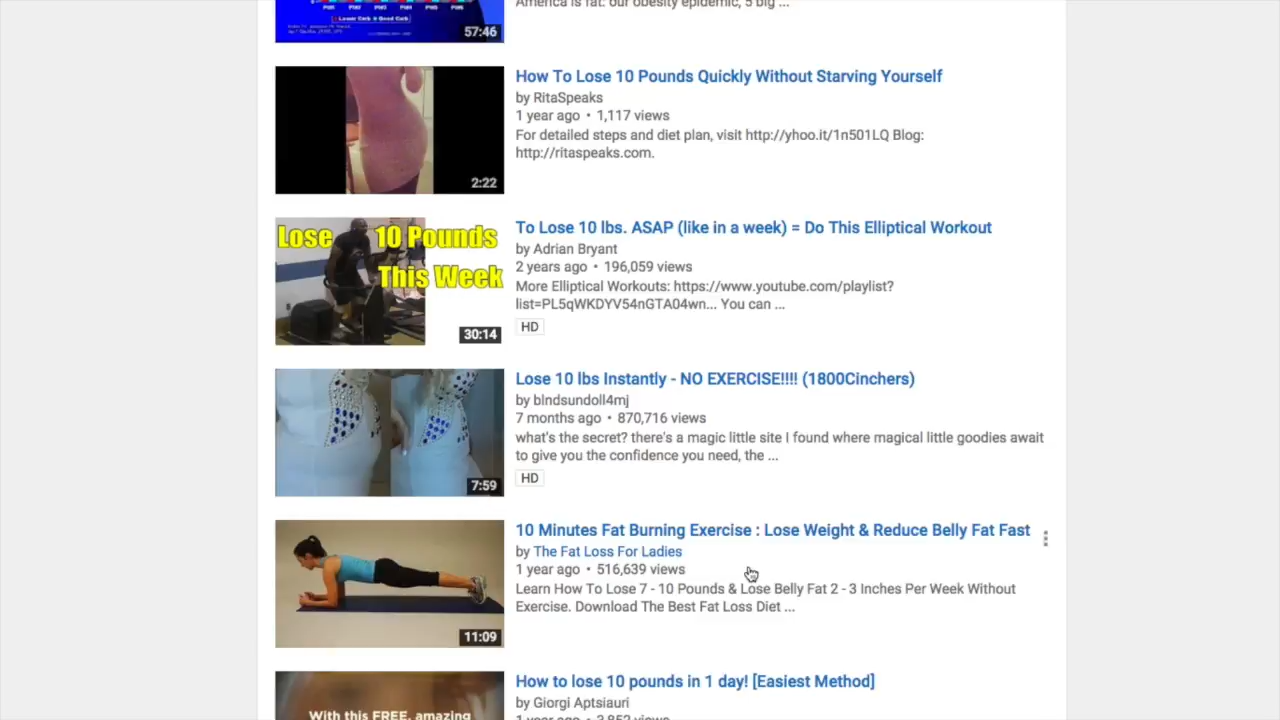 America is fat: our obesity epidemic, 5 big ...
57:46
How To Lose 10 Pounds Quickly Without Starving Yourself
by RitaSpeaks
1 year ago • 1,117 views
For detailed steps and diet plan, visit http://yhoo.it/1n501LQ Blog:
http://ritaspeaks.com.
2:22
Lose 10 Pounds
This Week
30:14
To Lose 10 lbs. ASAP (like in a week) = Do This Elliptical Workout
by Adrian Bryant
2 years ago • 196,059 views
More Elliptical Workouts: https://www.youtube.com/playlist?
list=PL5qWKDYV54nGTA04wn... You can ...
HD
Lose 10 lbs Instantly - NO EXERCISE!!!! (1800Cinchers)
by blndsundoll4mj
7 months ago • 870,716 views
what's the secret? there's a magic little site I found where magical little goodies await
to give you the confidence you need, the ...
HD
7:59
10 Minutes Fat Burning Exercise : Lose Weight & Reduce Belly Fat Fast
by The Fat Loss For Ladies
1 year ago • 516,639 views
Learn How To Lose 7 - 10 Pounds & Lose Belly Fat 2 - 3 Inches Per Week Without
Exercise. Download The Best Fat Loss Diet ...
11:09
How to lose 10 pounds in 1 day! [Easiest Method]
by Giorgi Aptsiauri
1 year ago • 3,852 views
With this FREE, amazing